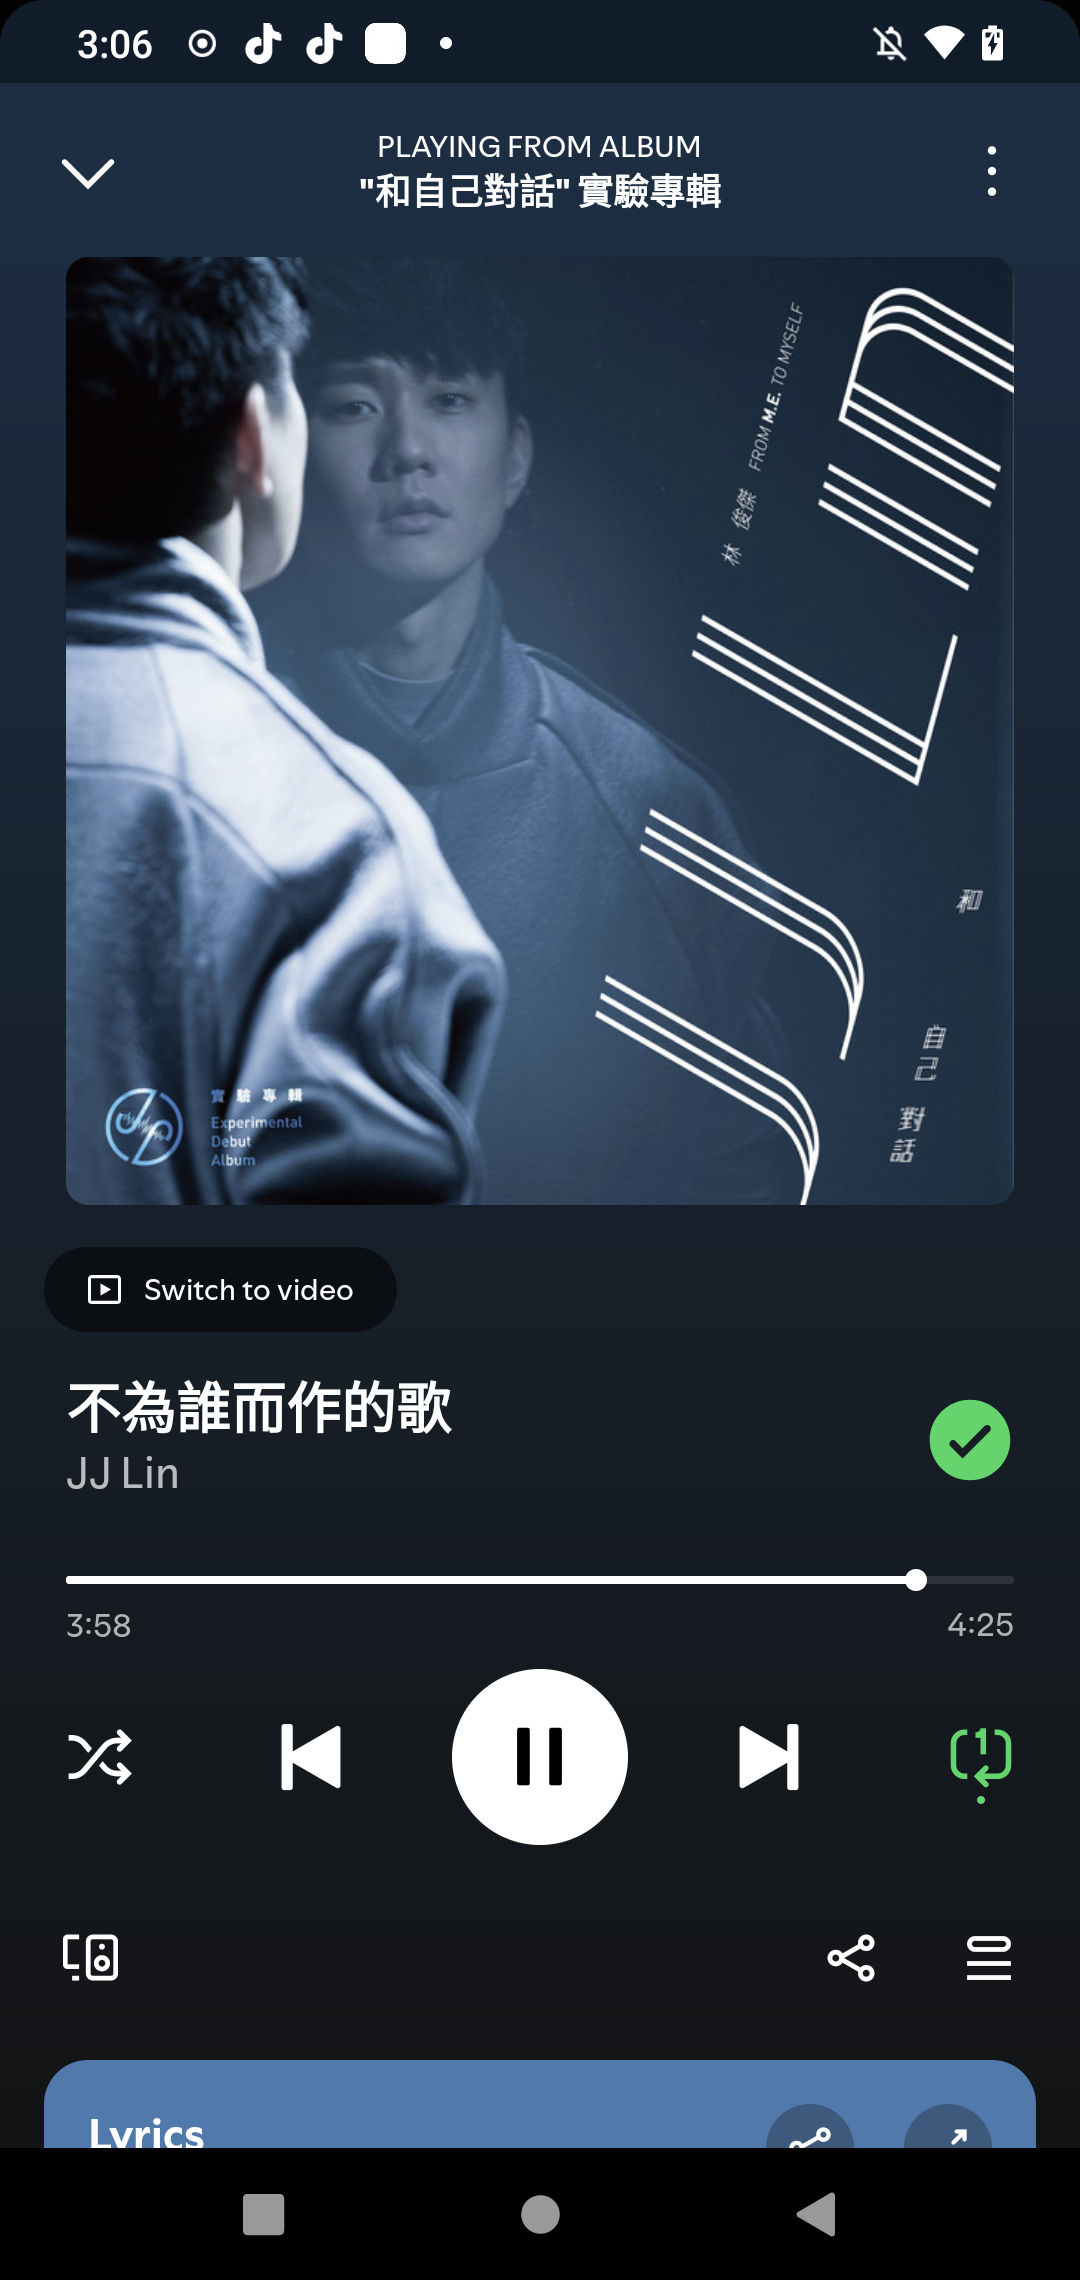 3:06
PLAYING FROM ALBUM
"和自己對話" 實驗專輯
林 俊傑 FROM M.E. TO MYSELF
和
自
己
對
話
實驗專輯
Experimental
Debut
Album
Switch to video
不為誰而作的歌
JJ Lin
3:58
4:25
1
Lyrics